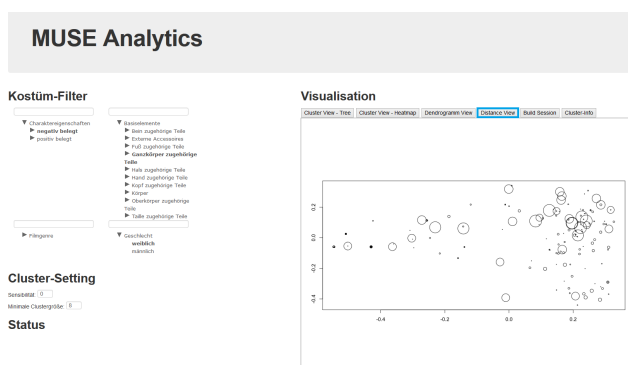 MUSE Analytics
Kostüm-Filter
▼ Charaktereigenschaften
▶ negativ belegt
▶ positiv belegt
▼ Basiselemente
▶ Bein zugehörige Teile
▶ Externe Accessoires
▶ Fuß zugehörige Teile
▶ Ganzkörper zugehörige
Teile
▶ Hals zugehörige Teile
▶ Hand zugehörige Teile
▶ Kopf zugehörige Teile
▶ Körper
▶ Oberkörper zugehörige
Teile
▶ Taille zugehörige Teile
▶ Filmgenre
▼ Geschlecht
weiblich
männlich
Cluster-Setting
Sensibilität: 0
Minimale Clustergröße: 6
Status
Visualisation
Cluster View - Tree
Cluster View - Heatmap
Dendrogramm View
Distance View
Build Session
Cluster-Info
0.2
0.0
-0.2
-0.4
-0.4
-0.2
0.0
0.2